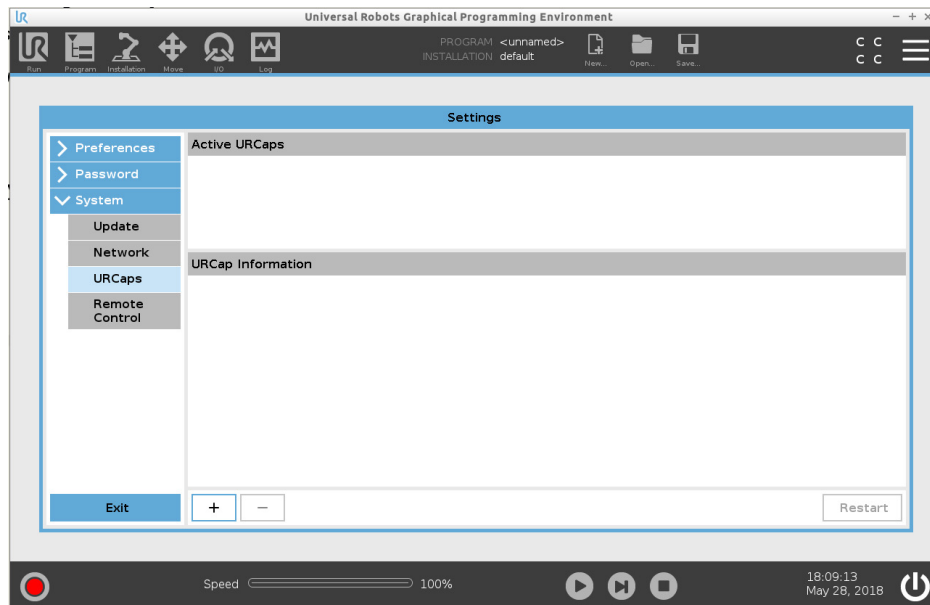 UR
Universal Robots Graphical Programming Environment
UR
Run
Program
Installation
Move
I/O
Log
PROGRAM <unnamed>
INSTALLATION default
New...
Open...
Save...
C C
C C
Settings
Preferences
Password
System
Update
Network
URCaps
Remote
Control
Exit
Active URCaps
URCap Information
+
−
Restart
Speed
100%
18:09:13
May 28, 2018